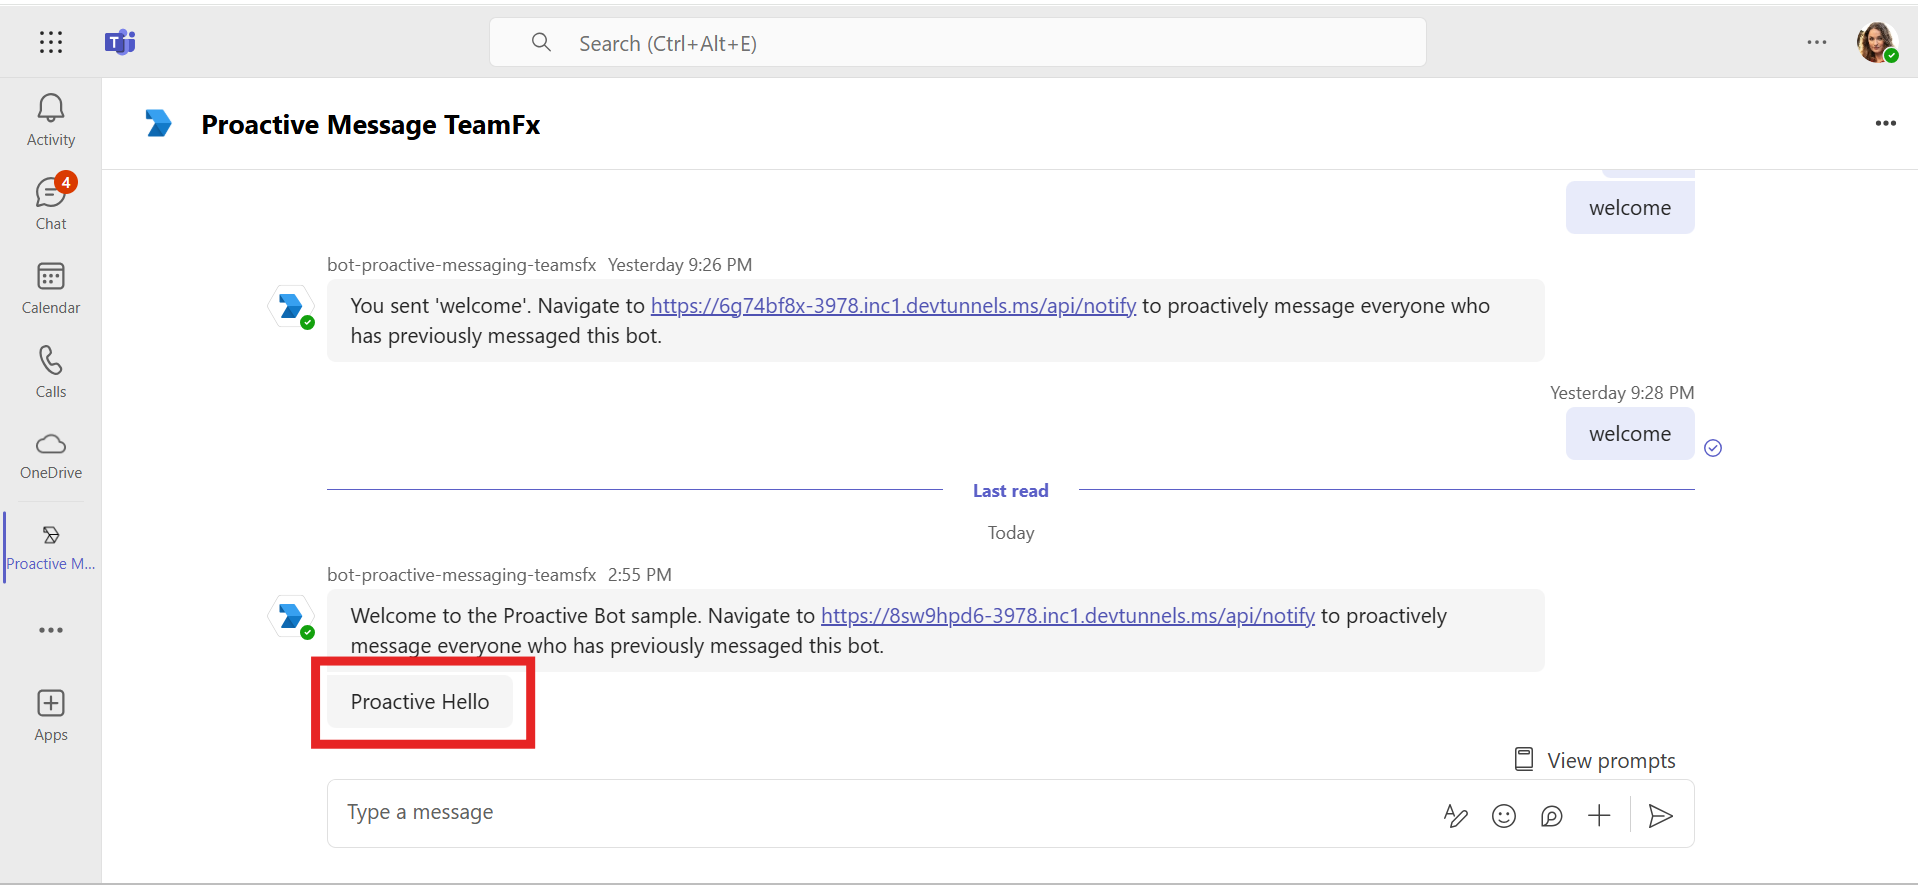 Search (Ctrl+Alt+E)
Activity
4
Chat
Calendar
Calls
OneDrive
Proactive M...
Apps
Proactive Message TeamFx
welcome
bot-proactive-messaging-teamsfx Yesterday 9:26 PM
You sent 'welcome'. Navigate to https://6g74bf8x-3978.inc1.devtunnels.ms/api/notify to proactively message everyone who
has previously messaged this bot.
Yesterday 9:28 PM
welcome
Last read
Today
bot-proactive-messaging-teamsfx 2:55 PM
Welcome to the Proactive Bot sample. Navigate to https://8sw9hpd6-3978.inc1.devtunnels.ms/api/notify to proactively
message everyone who has previously messaged this bot.
Proactive Hello
View prompts
Type a message